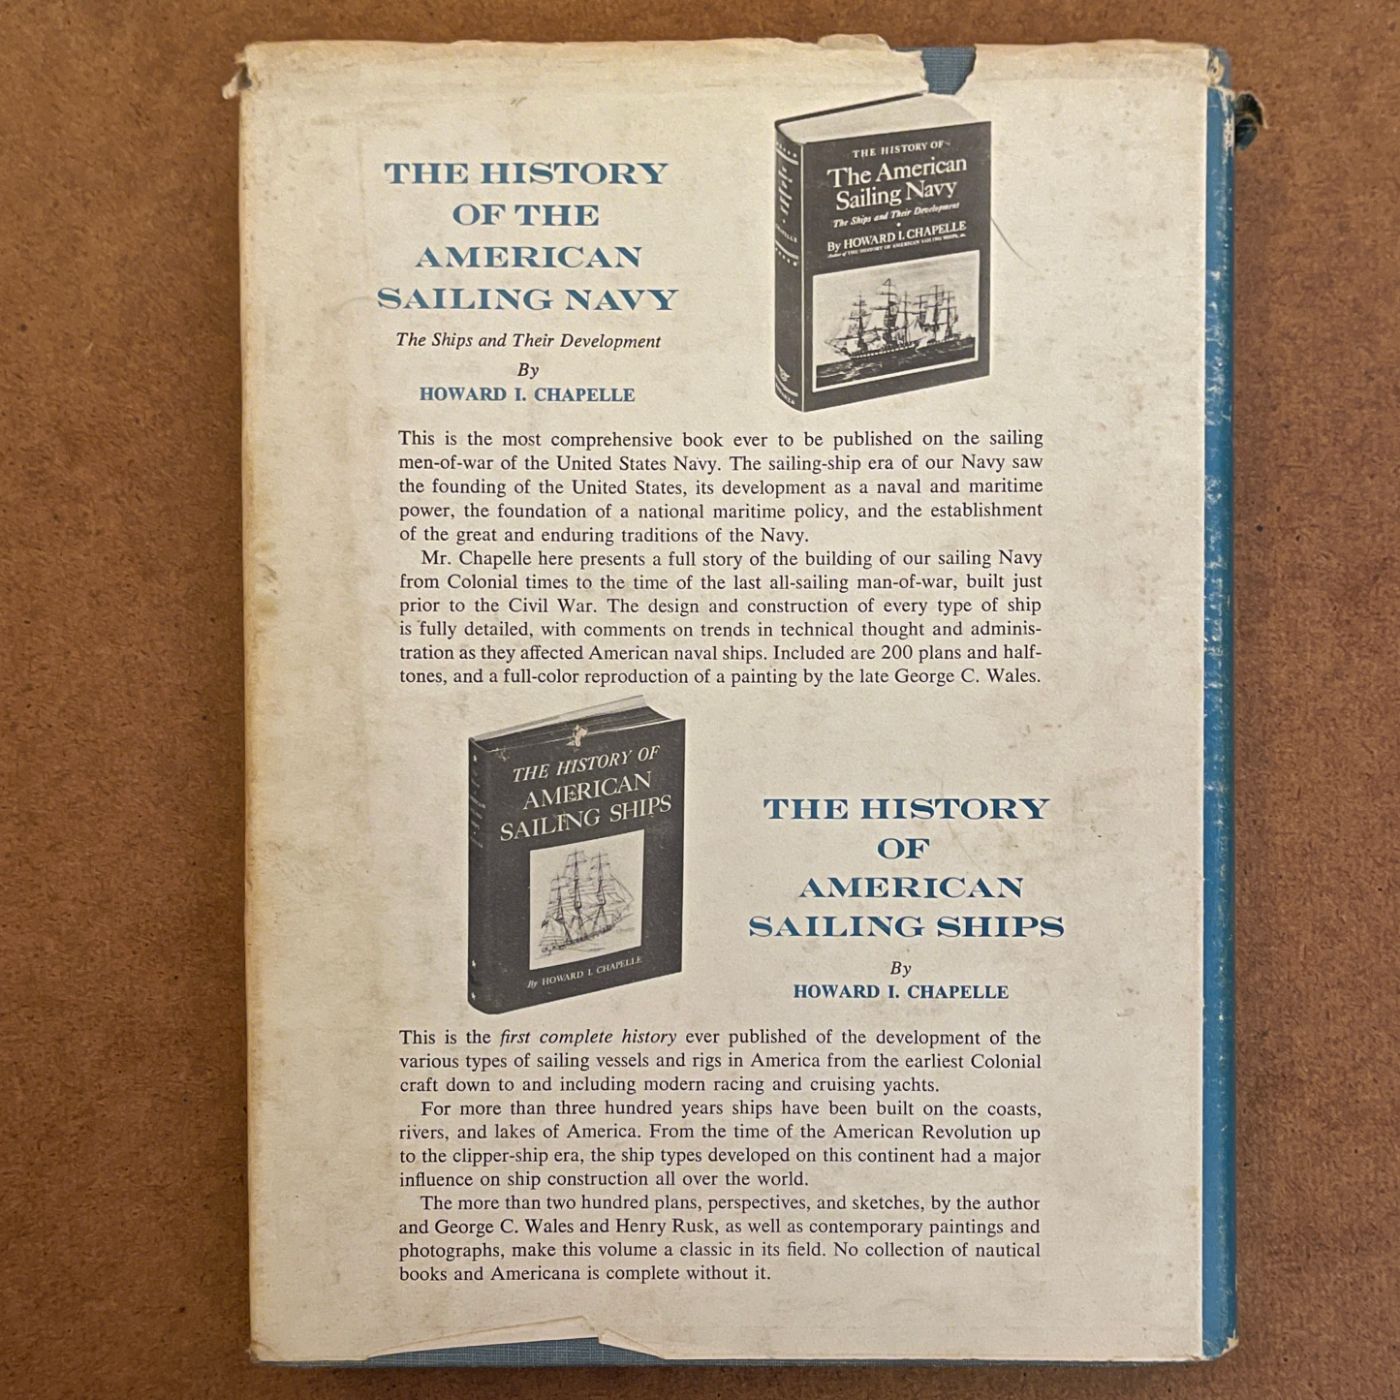 THE HISTORY
OF THE
AMERICAN
SAILING NAVY
The Ships and Their Development
By
HOWARD I. CHAPELLE
THE HISTORY OF
The American
Sailing Navy
The Ships and Their Development
By HOWARD I. CHAPELLE
Author of THE HISTORY OF AMERICAN SAILING SHIPS, etc.
This is the most comprehensive book ever to be published on the sailing
men-of-war of the United States Navy. The sailing-ship era of our Navy saw
the founding of the United States, its development as a naval and maritime
power, the foundation of a national maritime policy, and the establishment
of the great and enduring traditions of the Navy.
Mr. Chapelle here presents a full story of the building of our sailing Navy
from Colonial times to the time of the last all-sailing man-of-war, built just
prior to the Civil War. The design and construction of every type of ship
is fully detailed, with comments on trends in technical thought and adminis-
tration as they affected American naval ships. Included are 200 plans and half-
tones, and a full-color reproduction of a painting by the late George C. Wales.
THE HISTORY OF
AMERICAN
SAILING SHIPS
By HOWARD I. CHAPELLE
THE HISTORY
OF
AMERICAN
SAILING SHIPS
By
HOWARD I. CHAPELLE
This is the first complete history ever published of the development of the
various types of sailing vessels and rigs in America from the earliest Colonial
craft down to and including modern racing and cruising yachts.
For more than three hundred years ships have been built on the coasts,
rivers, and lakes of America. From the time of the American Revolution up
to the clipper-ship era, the ship types developed on this continent had a major
influence on ship construction all over the world.
The more than two hundred plans, perspectives, and sketches, by the author
and George C. Wales and Henry Rusk, as well as contemporary paintings and
photographs, make this volume a classic in its field. No collection of nautical
books and Americana is complete without it.